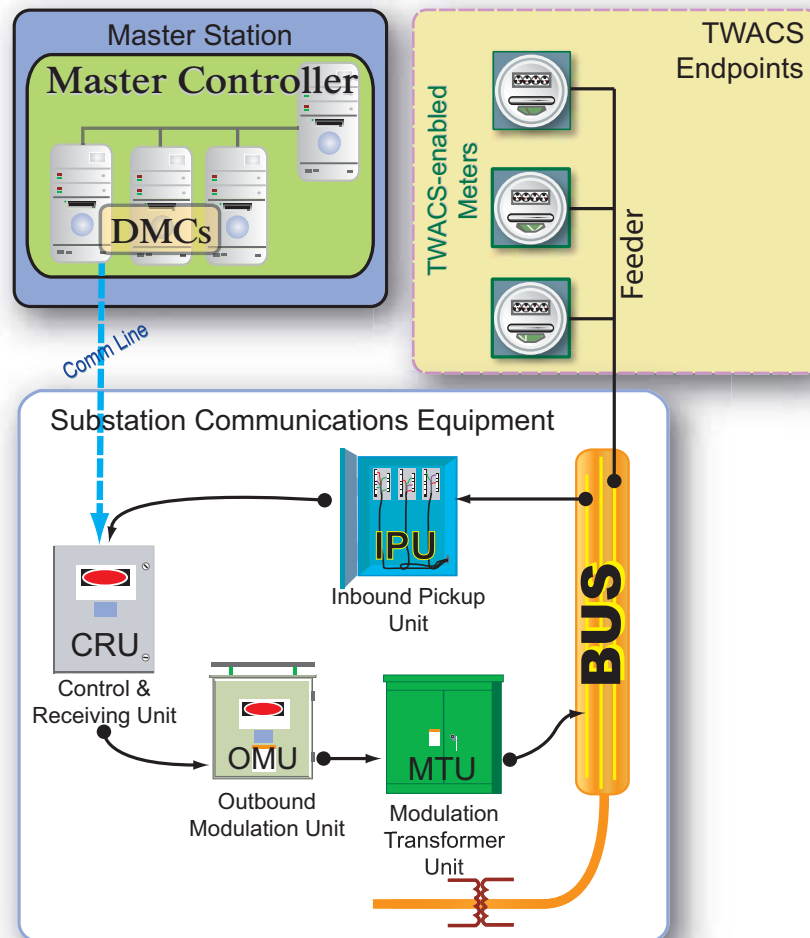 Master Station
Master Controller
DMCs
TWACS
Endpoints
TWACS-enabled
Meters
Feeder
Comm Line
Substation Communications Equipment
IPU
Inbound Pickup
Unit
BUS
CRU
Control &
Receiving Unit
OMU
Outbound
Modulation Unit
MTU
Modulation
Transformer
Unit